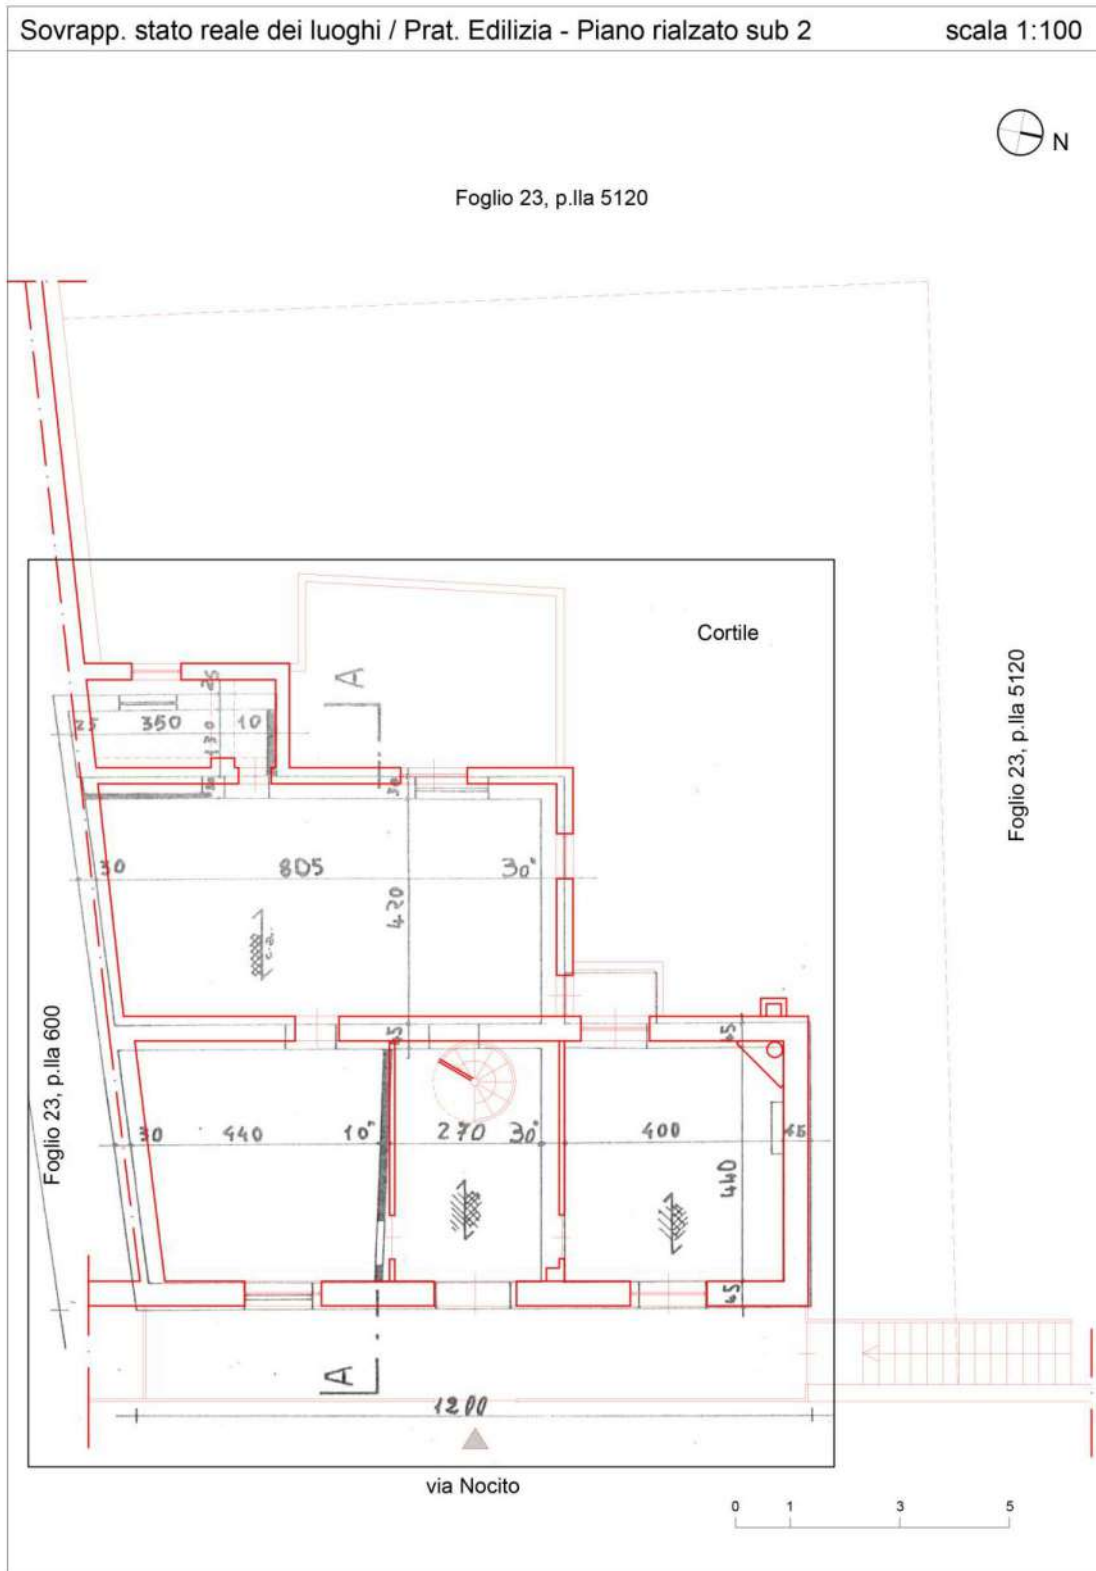 Sovrapp. stato reale dei luoghi / Prat. Edilizia - Piano rialzato sub 2
scala 1:100
N
Foglio 23, p.lla 5120
Cortile
A
25
25 350 130 10
30
30 805 30
420
c.a.
Foglio 23, p.lla 5120
Foglio 23, p.lla 600
45
45
30 440 10 270 30 400 45
440
45
A
1200
via Nocito
0 1 3 5